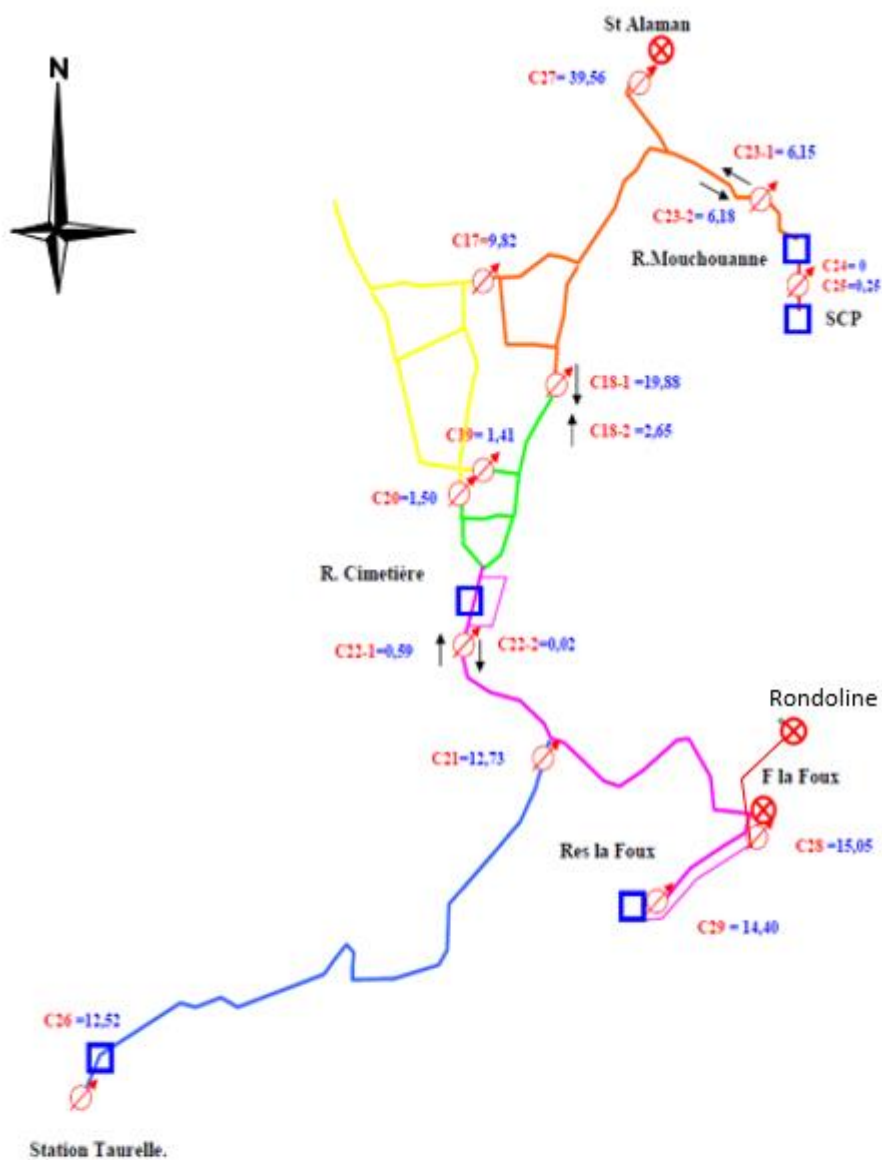 St Alaman
N
C27= 39,56
C23-1= 6,15
C23-2= 6,18
C17=9,82
R.Mouchouanne
C24= 0
C25=0,25
SCP
C18-1 =19,88
C18-2 =2,65
C19= 1,41
C20=1,50
R. Cimetière
C22-1=0,59
C22-2=0,02
Rondoline
C21=12,73
F la Foux
C28 =15,05
Res la Foux
C29 = 14,40
C26 =12,52
Station Taurelle.